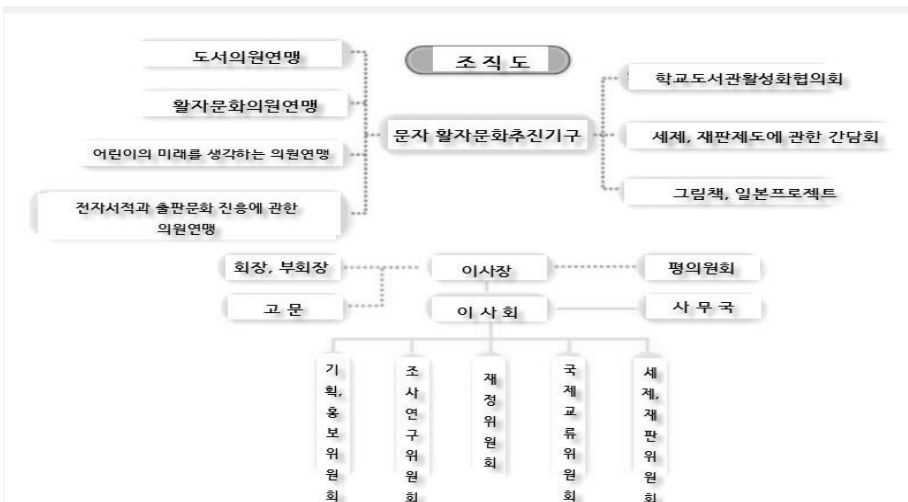 조 직 도
도서의원연맹
활자문화의원연맹
어린이의 미래를 생각하는 의원연맹
전자서적과 출판문화 진흥에 관한
의원연맹
문자 활자문화추진기구
학교도서관활성화협의회
세제, 재판제도에 관한 간담회
그림책, 일본프로젝트
회장, 부회장
이사장
평의원회
고 문
이 사 회
사 무 국
기획, 홍보위원회
조사연구위원회
재정위원회
국제교류위원회
세제, 재판위원회